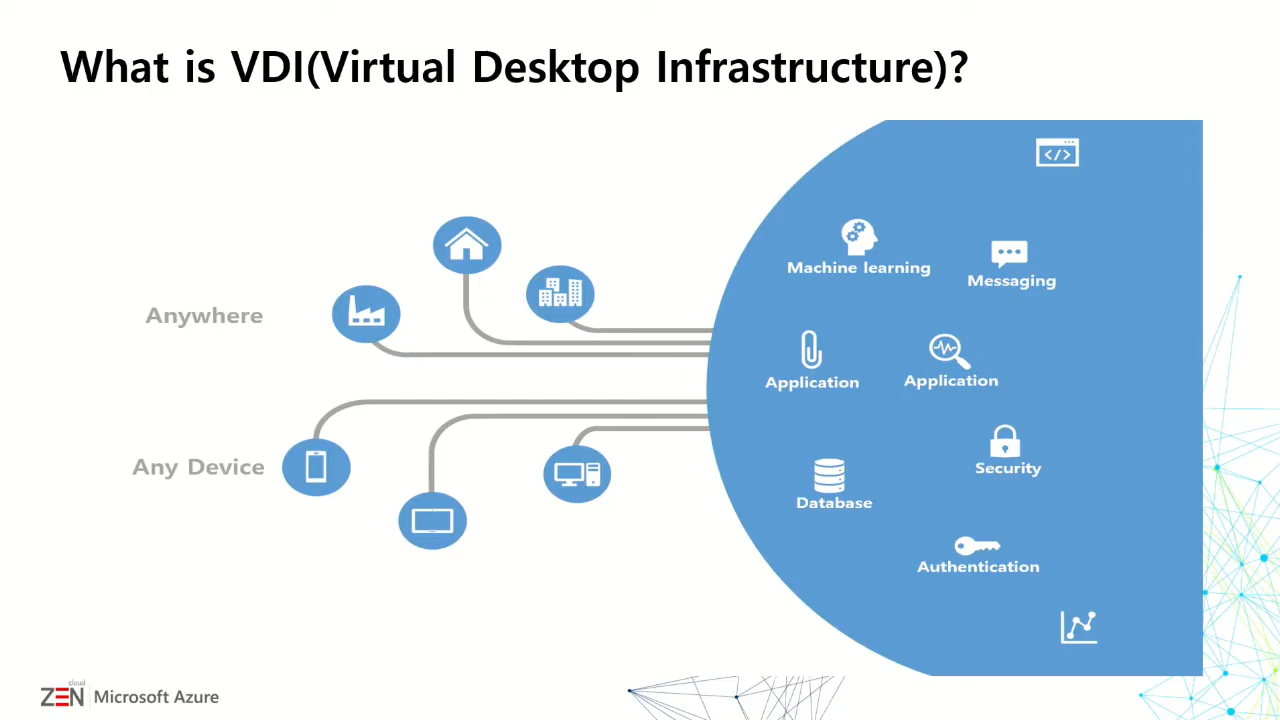 What is VDI(Virtual Desktop Infrastructure)?
</>
Machine learning
Messaging
Anywhere
Application
Application
Any Device
Security
Database
Authentication
cloud
ZEN
Microsoft Azure